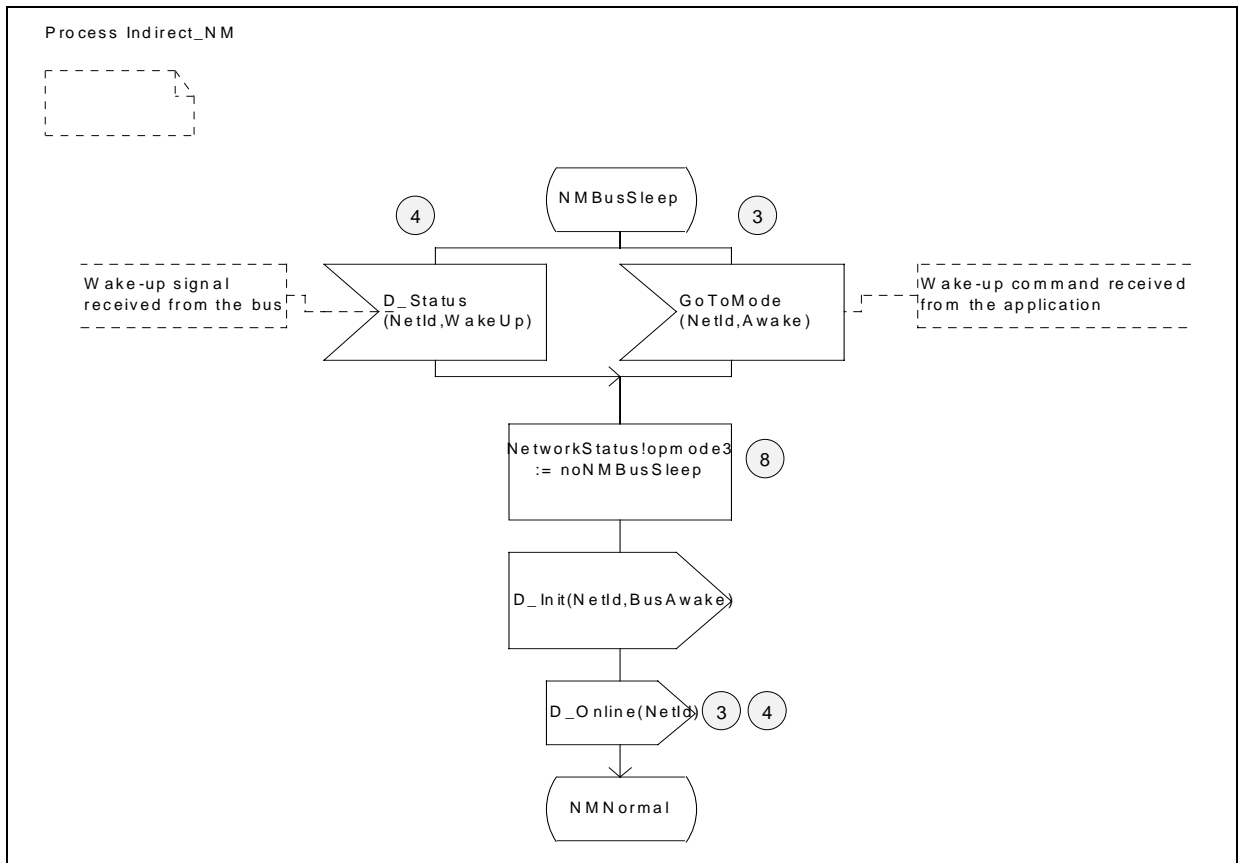 Process Indirect_NM
NMBusSleep
4
3
Wake-up signal
received from the bus
D_Status
(NetId,WakeUp)
GoToMode
(NetId,Awake)
Wake-up command received
from the application
NetworkStatus!opmode3
:= noNMBusSleep
8
D_Init(NetId,BusAwake)
D_Online(NetId)
3
4
NMNormal